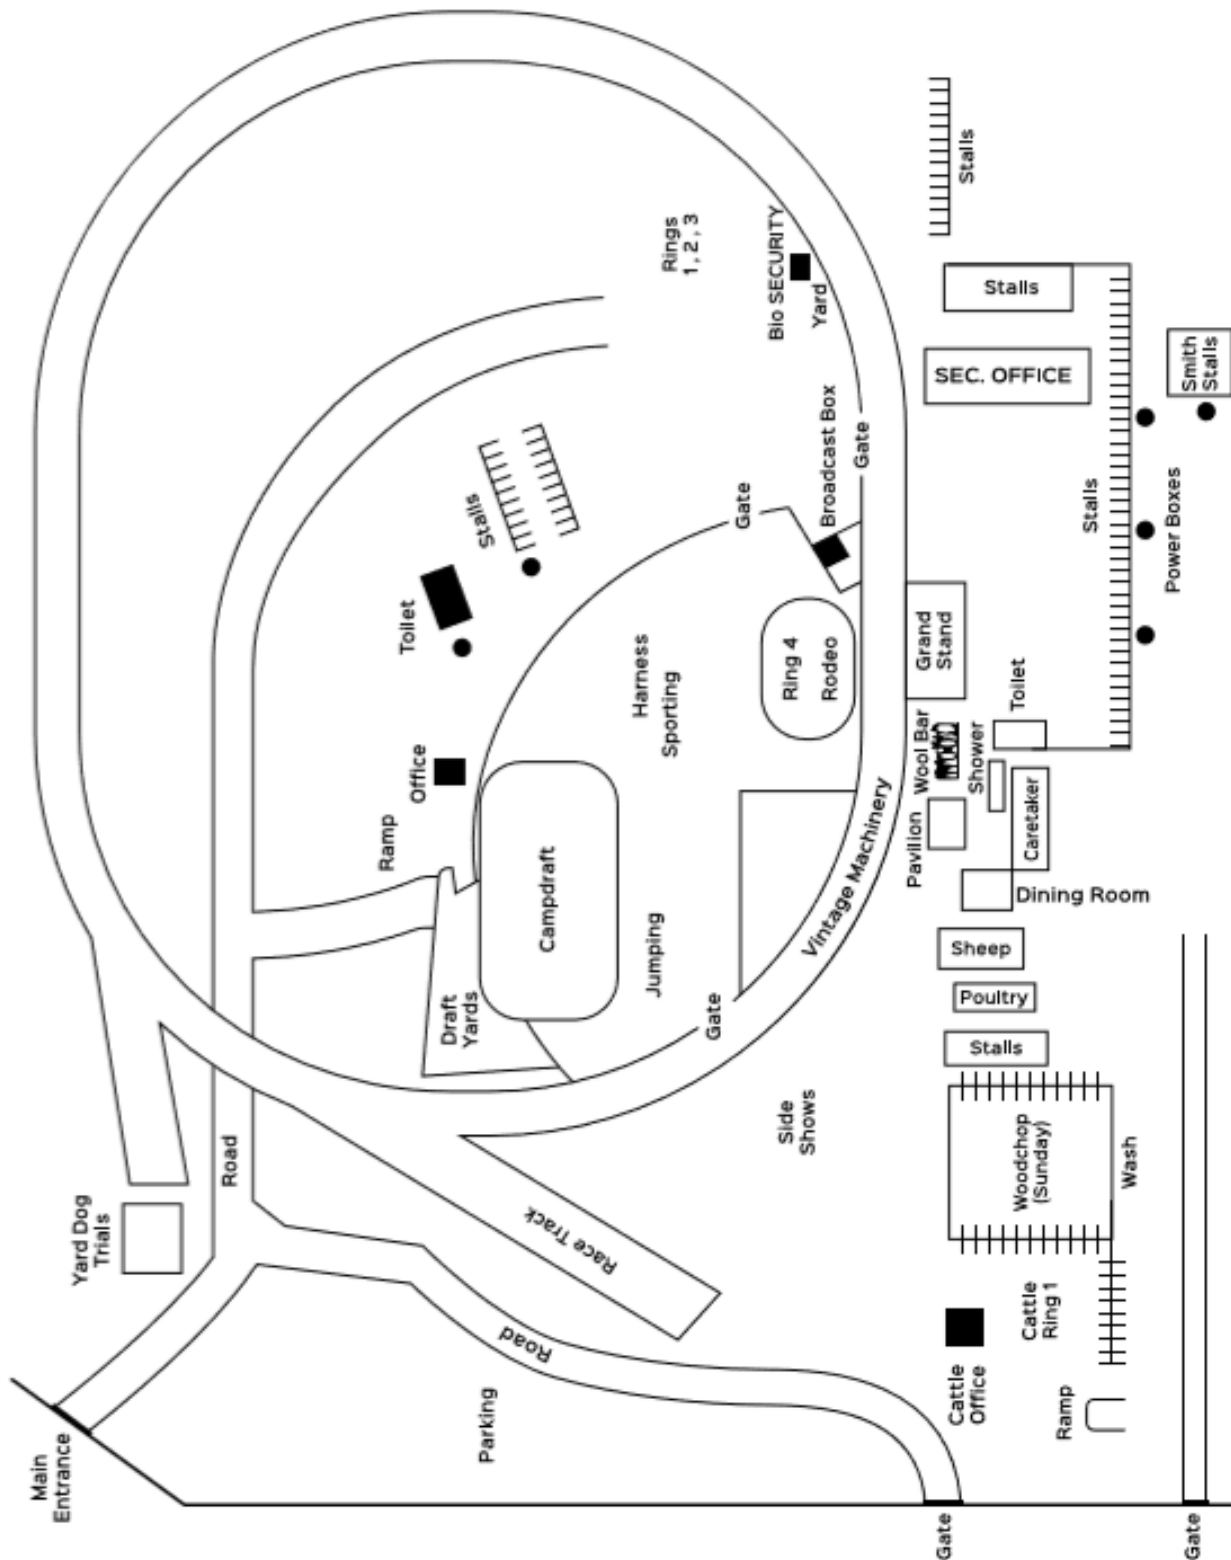 Main
Entrance
Yard Dog
Trials
Road
Parking
Road
Race Track
Ramp
Office
Toilet
Stalls
Draft
Yards
Campdraft
Jumping
Harness
Sporting
Rings
1, 2, 3
Bio SECURITY
Yard
Gate
Gate
Gate
Broadcast Box
Ring 4
Rodeo
Vintage Machinery
Side
Shows
Grand
Stand
Wool Bar
Shower
Toilet
Pavilion
Caretaker
Dining Room
Sheep
Poultry
Stalls
Woodchop
(Sunday)
Wash
Cattle
Ring 1
Cattle
Office
Ramp
Gate
Gate
Stalls
Stalls
SEC. OFFICE
Stalls
Power Boxes
Smith
Stalls